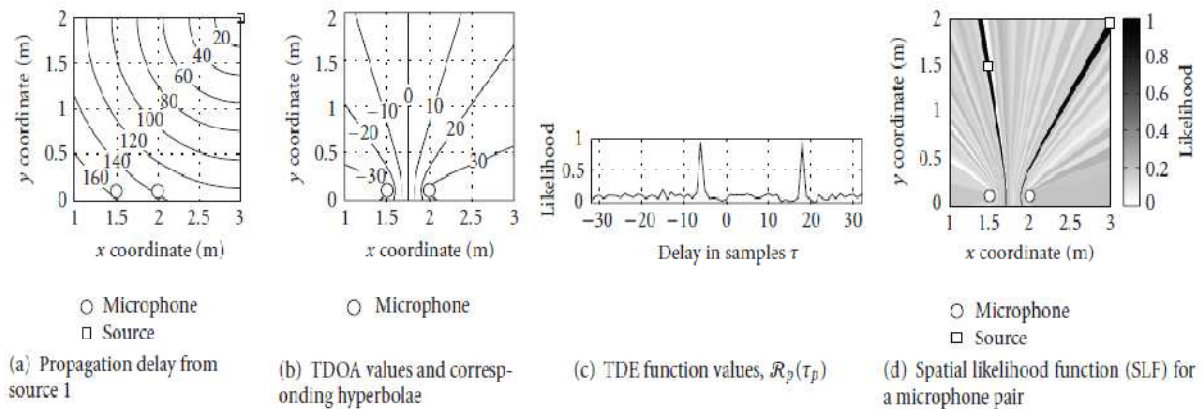 2
1.5
1
0.5
0
y coordinate (m)
20
40
60
80
100
120
140
160
1 1.5 2 2.5 3
x coordinate (m)
Microphone
Source
(a) Propagation delay from
source 1
2
1.5
1
0.5
0
y coordinate (m)
0
−10 10
−20 20
−30 30
1 1.5 2 2.5 3
x coordinate (m)
Microphone
(b) TDOA values and corresp-
onding hyperbolae
Likelihood
1
0.5
0
−30 −20 −10 0 10 20 30
Delay in samples τ
(c) TDE function values, ℛp(τp)
2
1.5
1
0.5
0
y coordinate (m)
1 1.5 2 2.5 3
x coordinate (m)
1
0.8
0.6
0.4
0.2
0
Likelihood
Microphone
Source
(d) Spatial likelihood function (SLF) for
a microphone pair